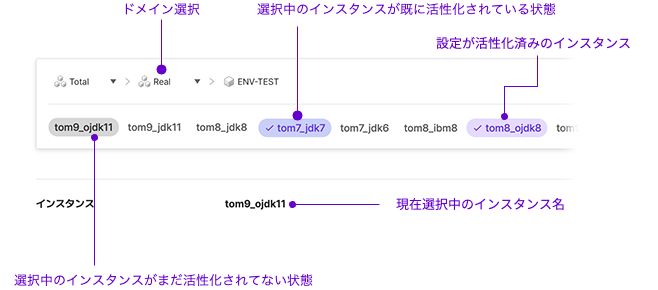 ドメイン選択
選択中のインスタンスが既に活性化されている状態
設定が活性化済みのインスタンス
Total Real ENV-TEST
tom9_ojdk11 tom9_jdk11 tom8_jdk8 tom7_jdk7 tom7_jdk6 tom8_ibm8 tom8_ojdk8
インスタンス tom9_ojdk11 現在選択中のインスタンス名
選択中のインスタンスがまだ活性化されてない状態